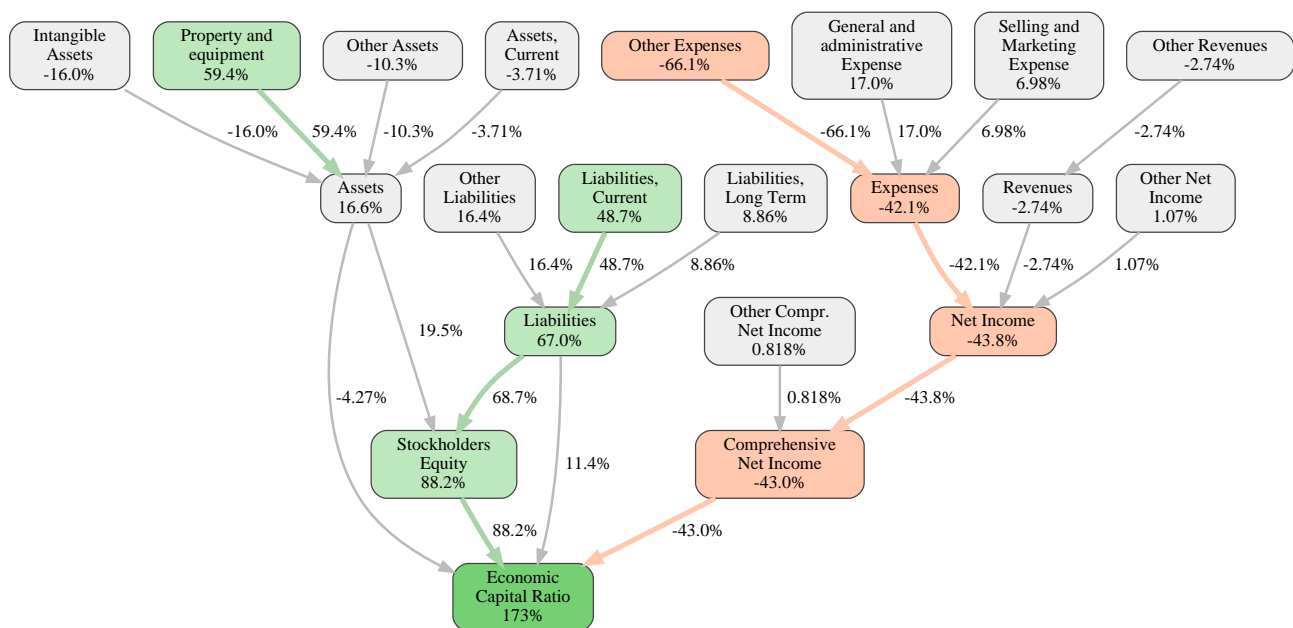 Intangible
Assets
-16.0%
Property and
equipment
59.4%
Other Assets
-10.3%
Assets,
Current
-3.71%
Other Expenses
-66.1%
General and
administrative
Expense
17.0%
Selling and
Marketing
Expense
6.98%
Other Revenues
-2.74%
-16.0%
59.4%
-10.3%
-3.71%
-66.1%
17.0%
6.98%
-2.74%
Assets
16.6%
Other
Liabilities
16.4%
Liabilities,
Current
48.7%
Liabilities,
Long Term
8.86%
Expenses
-42.1%
Revenues
-2.74%
Other Net
Income
1.07%
16.4%
48.7%
8.86%
-42.1%
-2.74%
1.07%
19.5%
Liabilities
67.0%
Other Compr.
Net Income
0.818%
Net Income
-43.8%
-4.27%
68.7%
0.818%
-43.8%
Stockholders
Equity
88.2%
11.4%
Comprehensive
Net Income
-43.0%
88.2%
-43.0%
Economic
Capital Ratio
173%